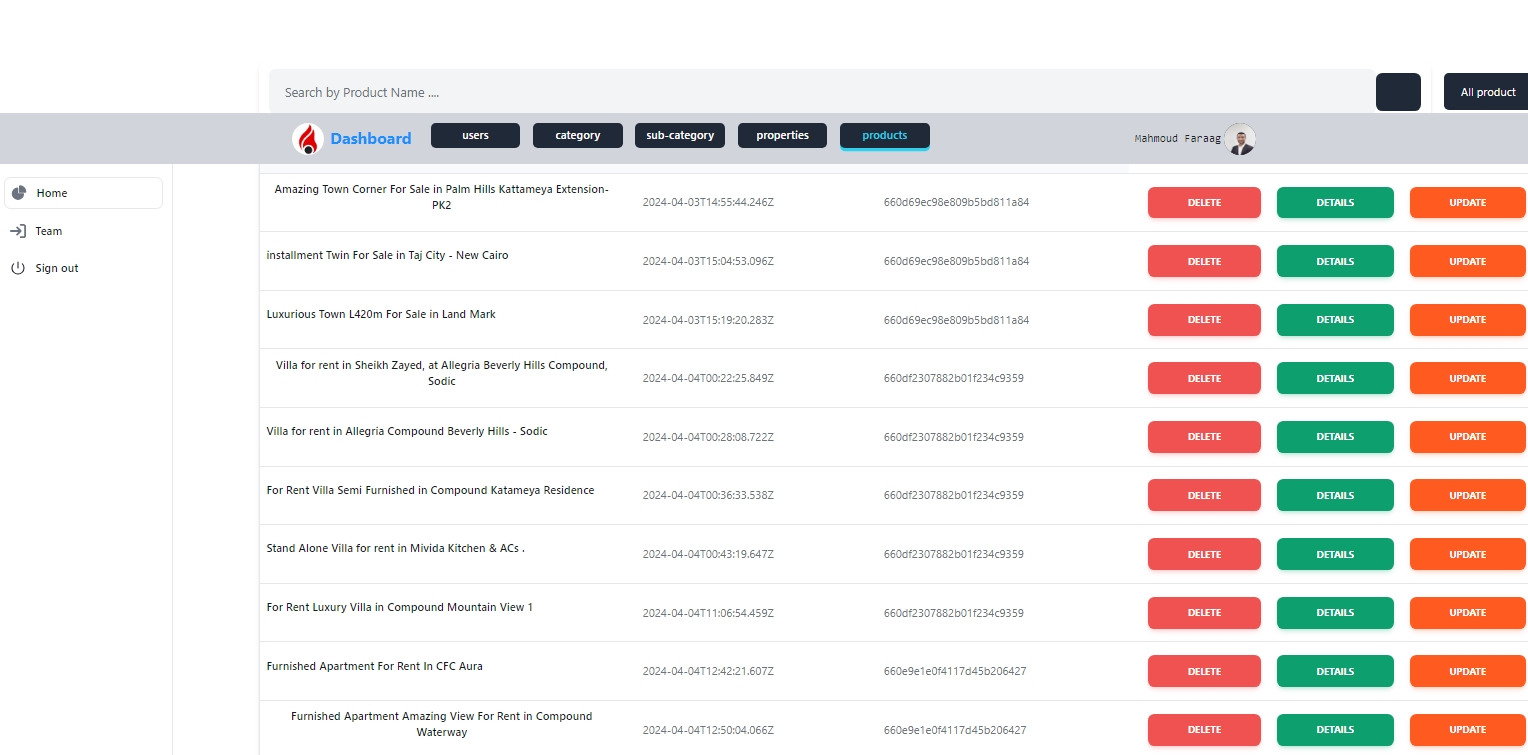 Search by Product Name ....
All product
Dashboard
users
category
sub-category
properties
products
Mahmoud Faraag
Home
Team
Sign out
Amazing Town Corner For Sale in Palm Hills Kattameya Extension-
PK2
2024-04-03T14:55:44.246Z
660d69ec98e809b5bd811a84
DELETE
DETAILS
UPDATE
installment Twin For Sale in Taj City - New Cairo
2024-04-03T15:04:53.096Z
660d69ec98e809b5bd811a84
DELETE
DETAILS
UPDATE
Luxurious Town L420m For Sale in Land Mark
2024-04-03T15:19:20.283Z
660d69ec98e809b5bd811a84
DELETE
DETAILS
UPDATE
Villa for rent in Sheikh Zayed, at Allegria Beverly Hills Compound,
Sodic
2024-04-04T00:22:25.849Z
660df2307882b01f234c9359
DELETE
DETAILS
UPDATE
Villa for rent in Allegria Compound Beverly Hills - Sodic
2024-04-04T00:28:08.722Z
660df2307882b01f234c9359
DELETE
DETAILS
UPDATE
For Rent Villa Semi Furnished in Compound Katameya Residence
2024-04-04T00:36:33.538Z
660df2307882b01f234c9359
DELETE
DETAILS
UPDATE
Stand Alone Villa for rent in Mivida Kitchen & ACs .
2024-04-04T00:43:19.647Z
660df2307882b01f234c9359
DELETE
DETAILS
UPDATE
For Rent Luxury Villa in Compound Mountain View 1
2024-04-04T11:06:54.459Z
660df2307882b01f234c9359
DELETE
DETAILS
UPDATE
Furnished Apartment For Rent In CFC Aura
2024-04-04T12:42:21.607Z
660e9e1e0f4117d45b206427
DELETE
DETAILS
UPDATE
Furnished Apartment Amazing View For Rent in Compound
Waterway
2024-04-04T12:50:04.066Z
660e9e1e0f4117d45b206427
DELETE
DETAILS
UPDATE